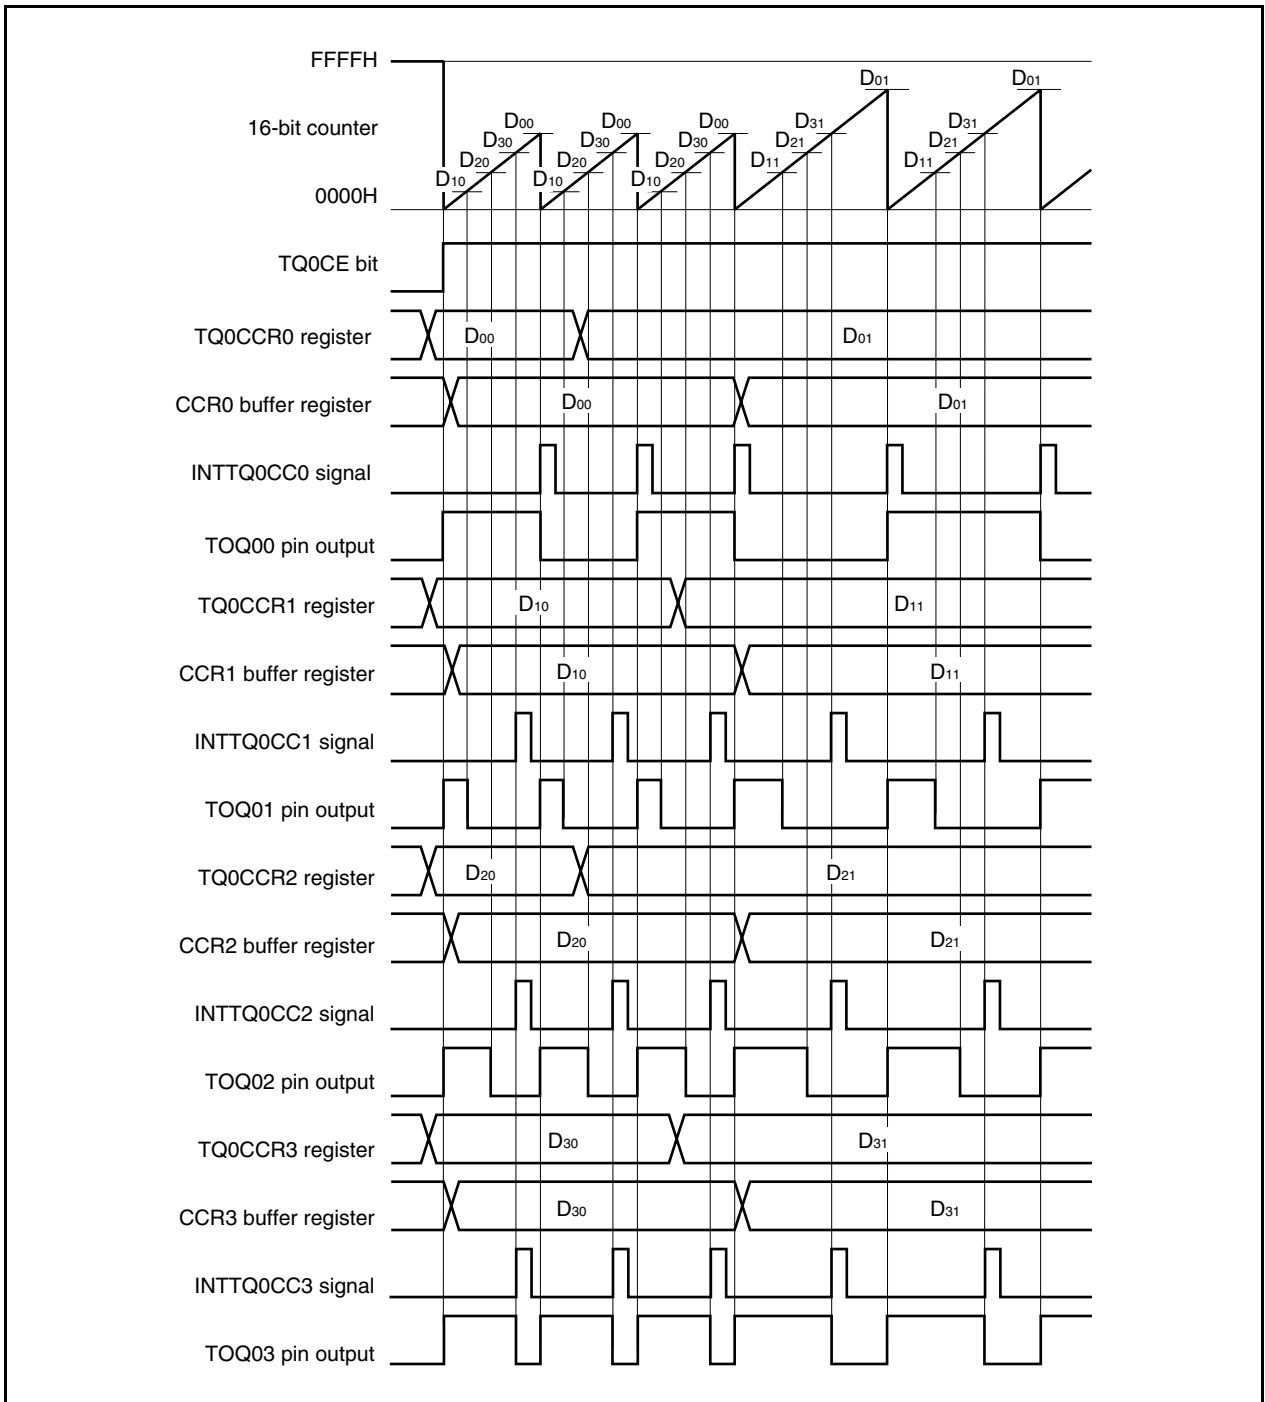 FFFFH
D01 D01
16-bit counter
D00 D00 D00 D31 D31
D30 D30 D30 D21 D21
D20 D20 D20 D11 D11
D10 D10 D10
0000H
TQ0CE bit
TQ0CCR0 register D00 D01
CCR0 buffer register D00 D01
INTTQ0CC0 signal
TOQ00 pin output
TQ0CCR1 register D10 D11
CCR1 buffer register D10 D11
INTTQ0CC1 signal
TOQ01 pin output
TQ0CCR2 register D20 D21
CCR2 buffer register D20 D21
INTTQ0CC2 signal
TOQ02 pin output
TQ0CCR3 register D30 D31
CCR3 buffer register D30 D31
INTTQ0CC3 signal
TOQ03 pin output